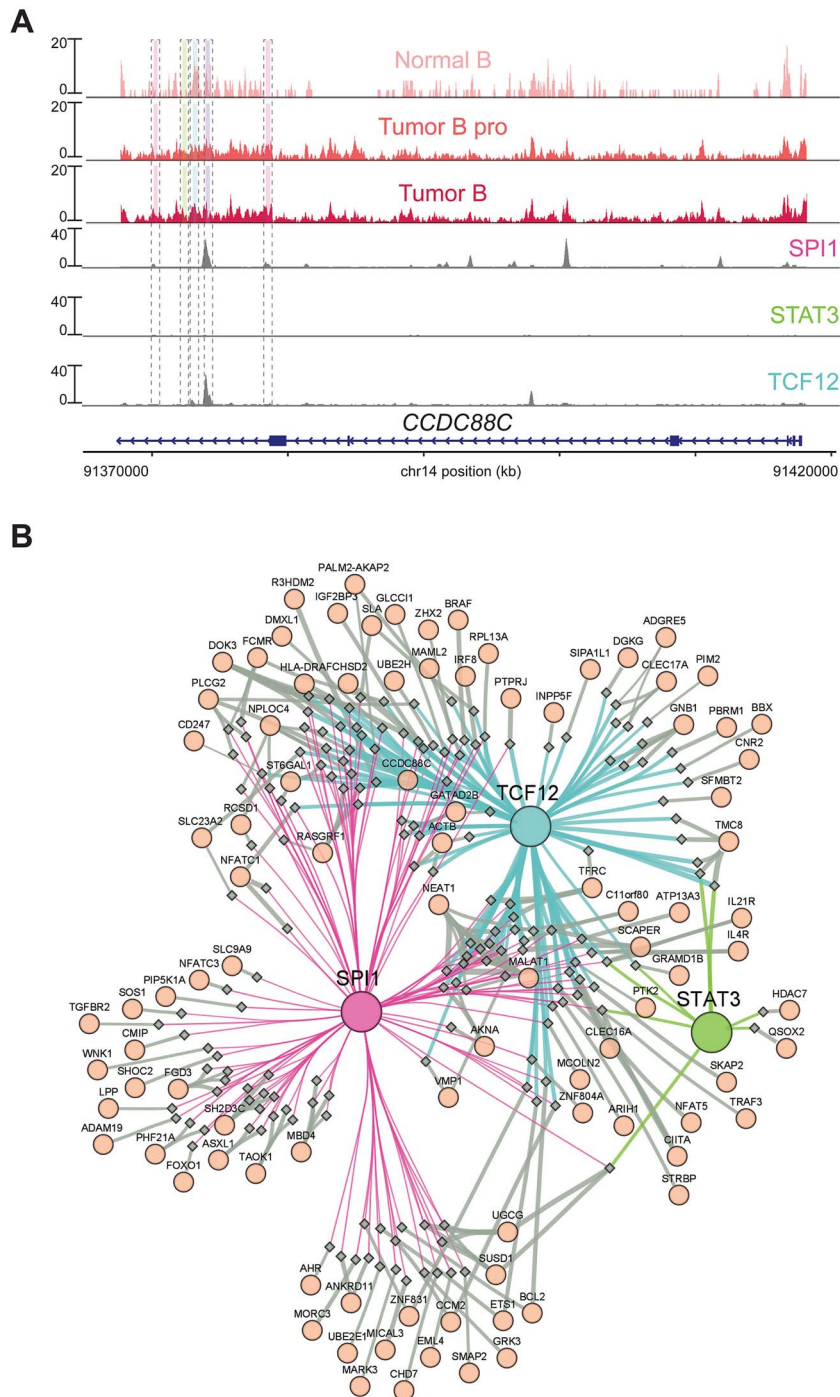 A
20
0
Normal B
20
0
Tumor B pro
20
0
Tumor B
40
0
SPI1
40
0
STAT3
40
0
TCF12
CCDC88C
91370000
chr14 position (kb)
91420000
B
PALM2-AKAP2
R3HDM2
IGF2BP3
GLCCI1
SLA
ZHX2
BRAF
DMXL1
RPL13A
ADGRE5
DOK3
FCMR
MAML2
SIPA1L1
DGKG
HLA-DRA
FCHSD2
UBE2H
IRF8
CLEC17A
PIM2
PLCG2
PTPRJ
INPP5F
CD247
NPLOC4
GNB1
PBRM1
BBX
CNR2
ST6GAL1
CCDC88C
TCF12
SFMBT2
RCSD1
GATAD2B
SLC23A2
ACTB
TMC8
RASGRF1
NFATC1
TFRC
NEAT1
C11orf80
ATP13A3
IL21R
SCAPER
IL4R
SLC9A9
MALAT1
GRAMD1B
NFATC3
SPI1
PIP5K1A
PTK2
STAT3
HDAC7
SOS1
TGFBR2
AKNA
CLEC16A
QSOX2
CMIP
WNK1
MCOLN2
SKAP2
SHOC2
FGD3
VMP1
ZNF804A
LPP
SH2D3C
ARIH1
NFAT5
TRAF3
ADAM19
PHF21A
ASXL1
MBD4
TAOK1
CIITA
FOXO1
STRBP
UGCG
SUSD1
AHR
ANKRD11
BCL2
ZNF831
ETS1
MORC3
CCM2
UBE2E1
MICAL3
EML4
GRK3
MARK3
CHD7
SMAP2